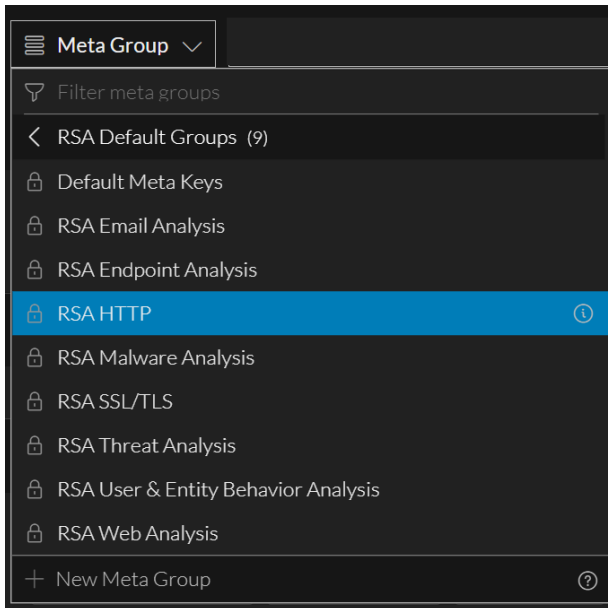 Meta Group
Filter meta groups
RSA Default Groups (9)
Default Meta Keys
RSA Email Analysis
RSA Endpoint Analysis
RSA HTTP
RSA Malware Analysis
RSA SSL/TLS
RSA Threat Analysis
RSA User & Entity Behavior Analysis
RSA Web Analysis
New Meta Group